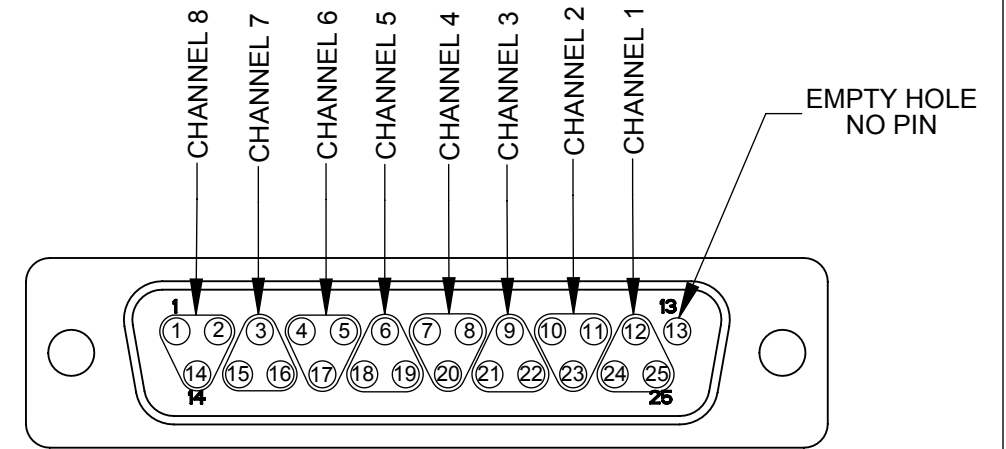 CHANNEL 8
CHANNEL 7
CHANNEL 6
CHANNEL 5
CHANNEL 4
CHANNEL 3
CHANNEL 2
CHANNEL 1
EMPTY HOLE
NO PIN
1 13
1 2 3 4 5 6 7 8 9 10 11 12 13
14 15 16 17 18 19 20 21 22 23 24 25
14 25